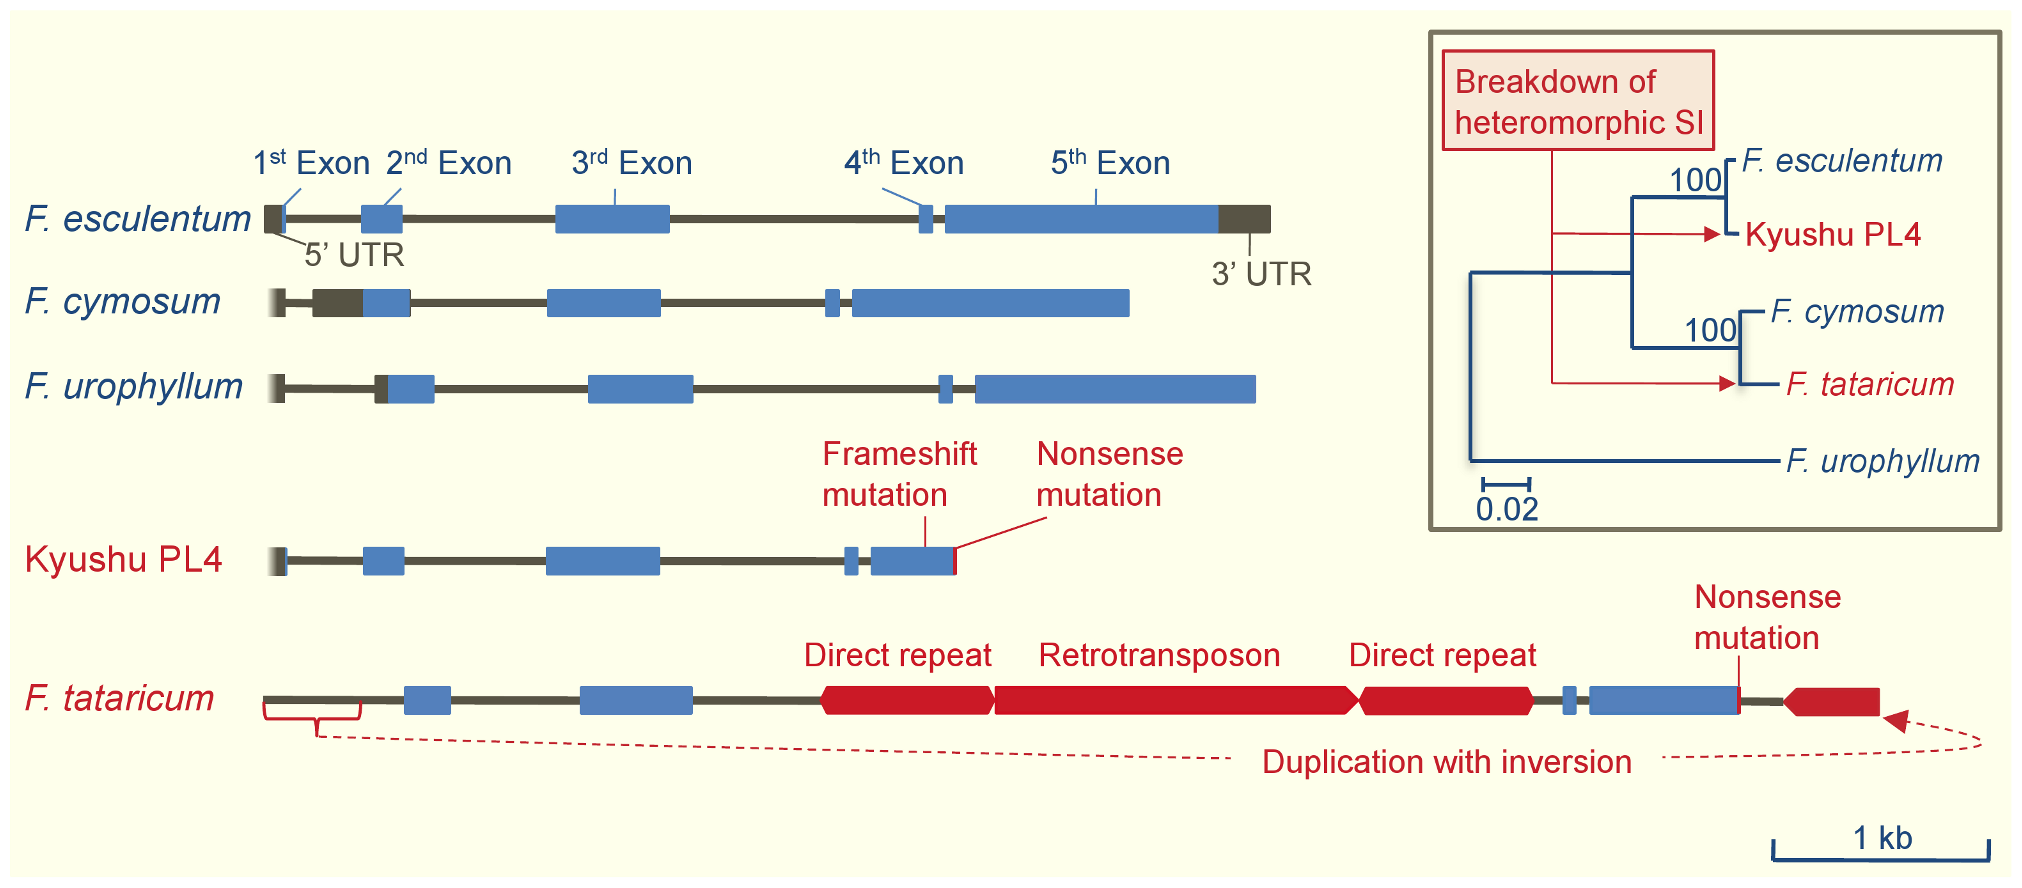 1st Exon 2nd Exon 3rd Exon 4th Exon 5th Exon
F. esculentum
5’ UTR
3’ UTR
F. cymosum
F. urophyllum
Frameshift
mutation
Nonsense
mutation
Kyushu PL4
Nonsense
mutation
Direct repeat Retrotransposon Direct repeat
F. tataricum
Duplication with inversion
1 kb
Breakdown of
heteromorphic SI
F. esculentum
100
Kyushu PL4
F. cymosum
100
F. tataricum
F. urophyllum
0.02